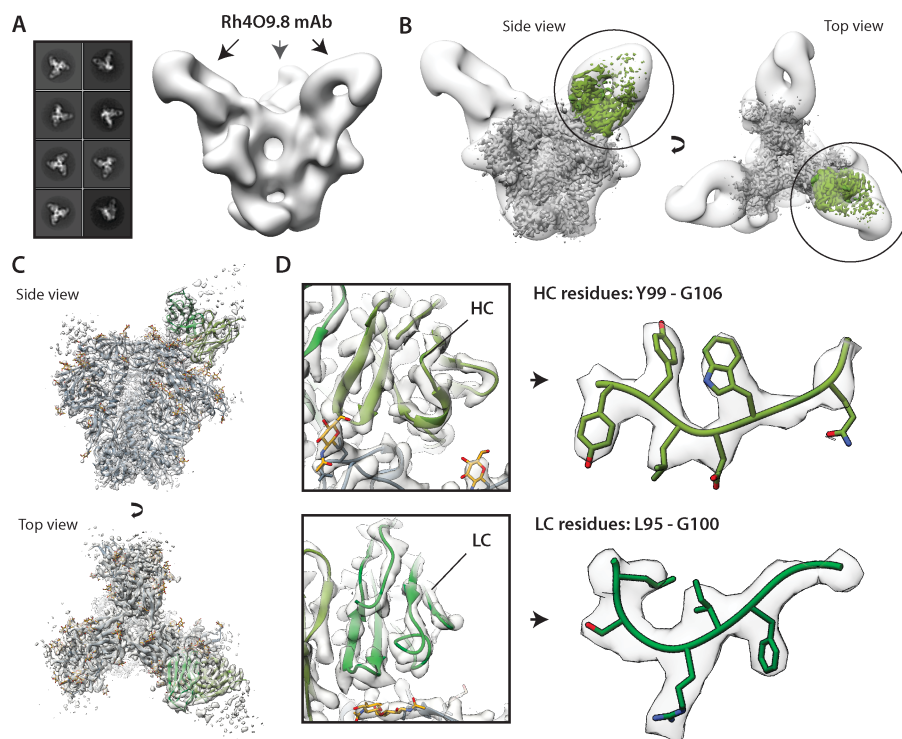 A
Rh4O9.8 mAb
B
Side view
Top view
C
Side view
Top view
D
HC
HC residues: Y99 - G106
LC
LC residues: L95 - G100